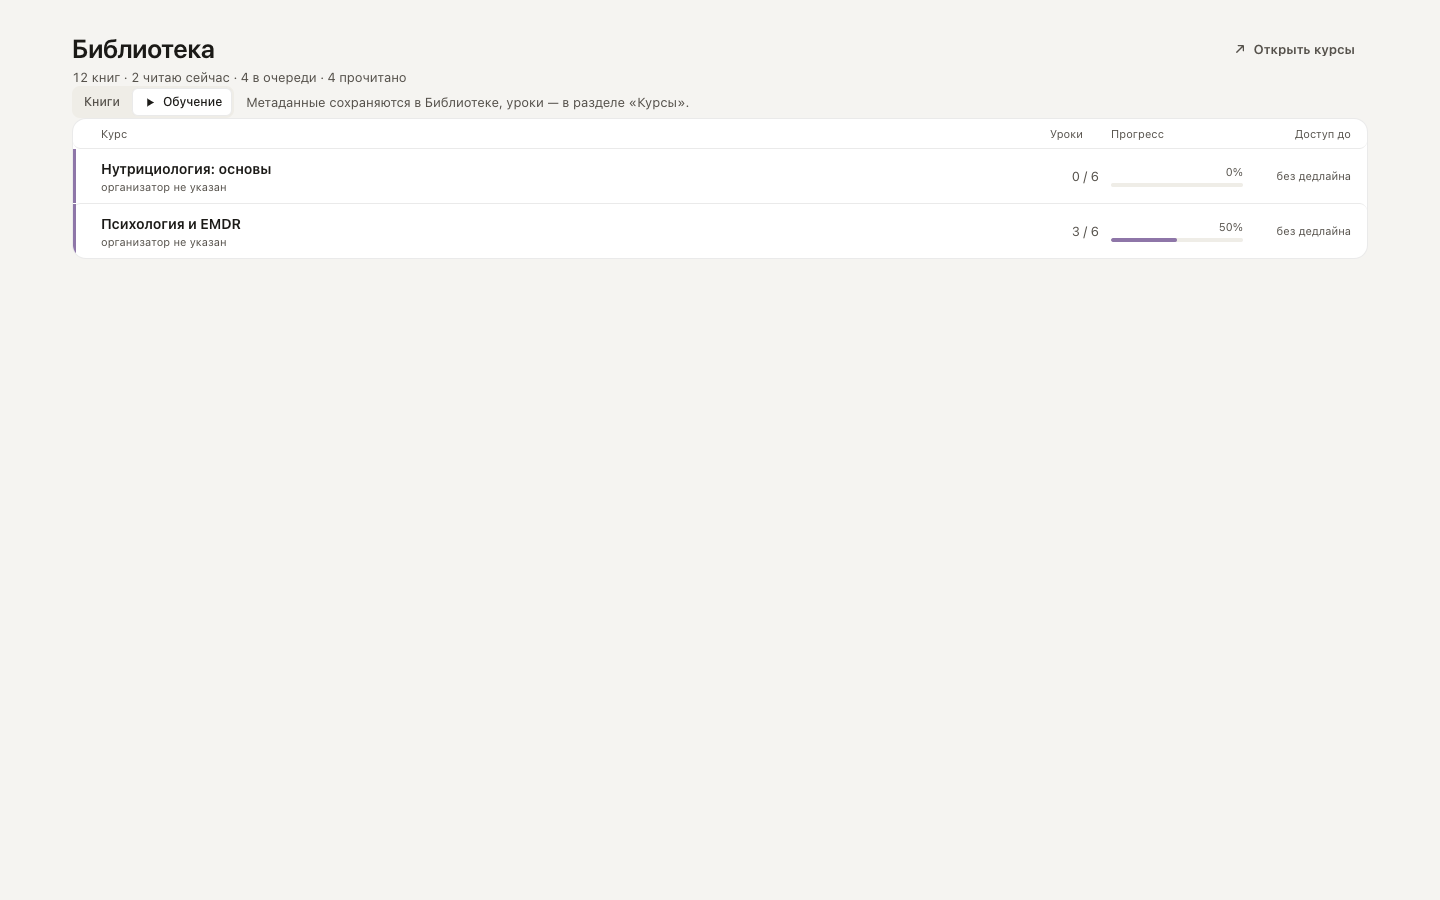 Библиотека
Открыть курсы
12 книг · 2 читаю сейчас · 4 в очереди · 4 прочитано
Книги Обучение Метаданные сохраняются в Библиотеке, уроки — в разделе «Курсы».
Курс Уроки Прогресс Доступ до
Нутрициология: основы
организатор не указан
0 / 6 0% без дедлайна
Психология и EMDR
организатор не указан
3 / 6 50% без дедлайна